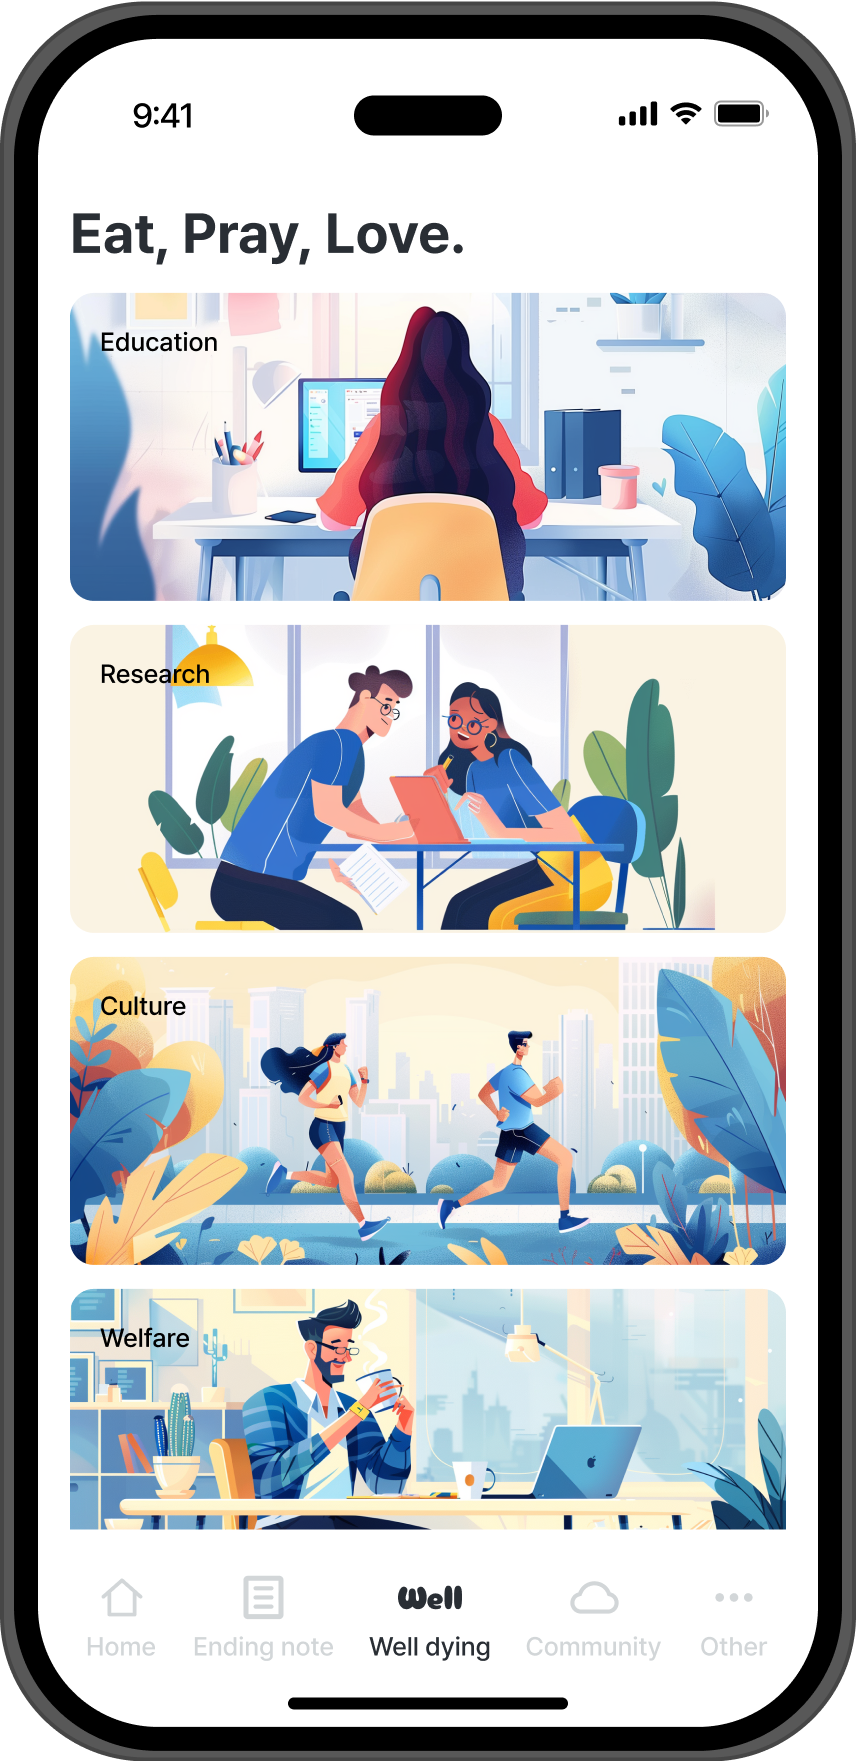 9:41
Eat, Pray, Love.
Education
Research
Culture
Welfare
Well
Home
Ending note
Well dying
Community
Other